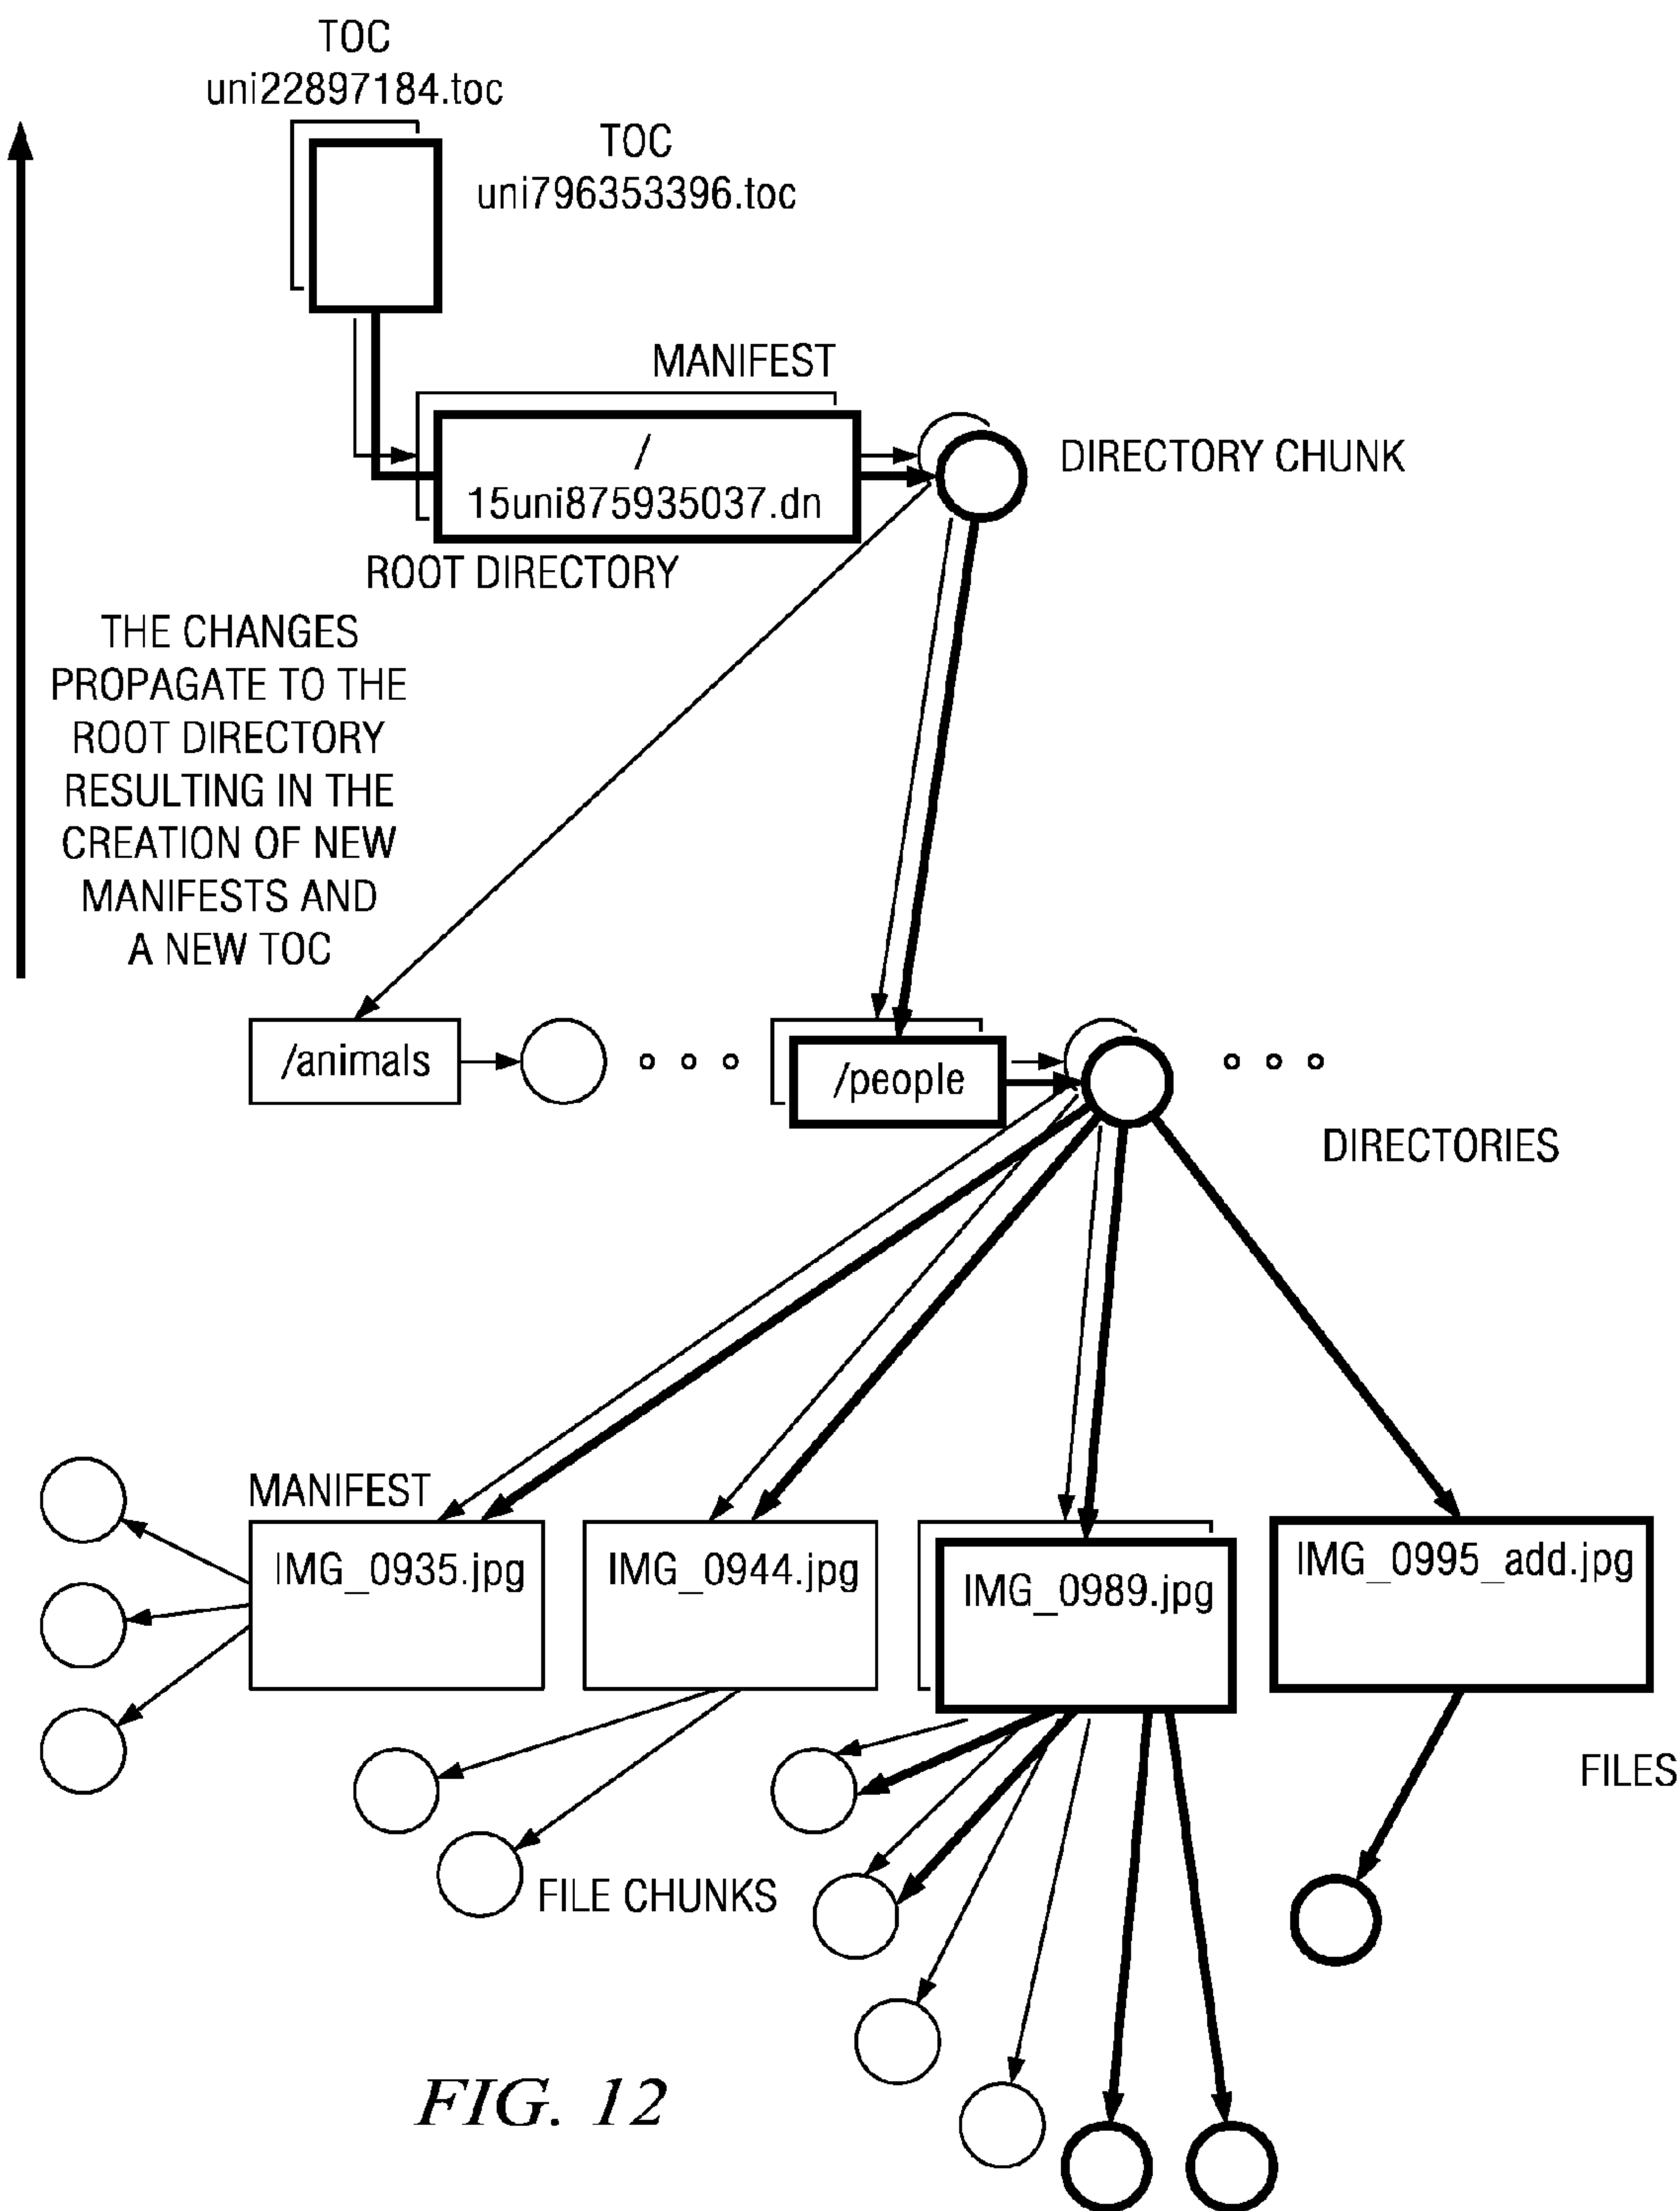 TOC
uni22897184.toc
TOC
uni796353396.toc
MANIFEST
/
15uni875935037.dn
DIRECTORY CHUNK
ROOT DIRECTORY
THE CHANGES
PROPAGATE TO THE
ROOT DIRECTORY
RESULTING IN THE
CREATION OF NEW
MANIFESTS AND
A NEW TOC
/animals
/people
DIRECTORIES
MANIFEST
IMG_0935.jpg
IMG_0944.jpg
IMG_0989.jpg
IMG_0995_add.jpg
FILES
FILE CHUNKS
FIG. 12